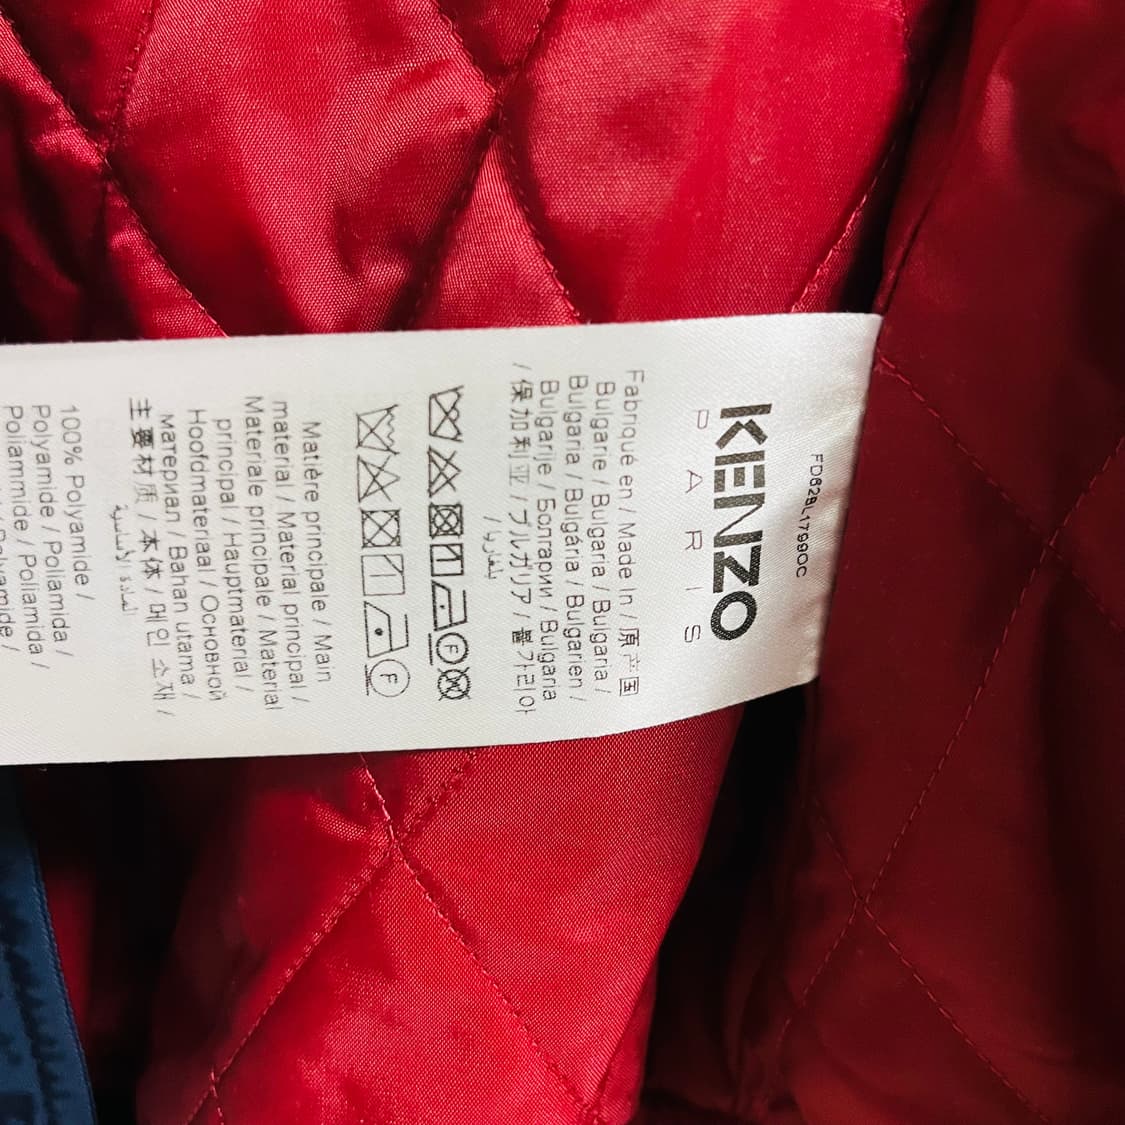 FD62BL1799OC
KENZO
PARIS
Fabriqué en / Made in / 原产国
Bulgarie / Bulgaria / Bulgaria /
Bulgaria / Bulgária / Bulgarien /
Bulgarije / Болгарии / Bulgaria
/ 保加利亚 / ブルガリア / 불가리아
/ بلغاريا
F W
F
Matière principale / Main
material / Material principal /
Materiale principale / Material
principal / Hauptmaterial /
Hoofdmateriaal / Основной
материал / Bahan utama /
主要材质 / 本体 / 메인 소재 /
المادة الأساسية
100% Polyamide /
Polyamide / Poliamida /
Poliammide / Poliamida /